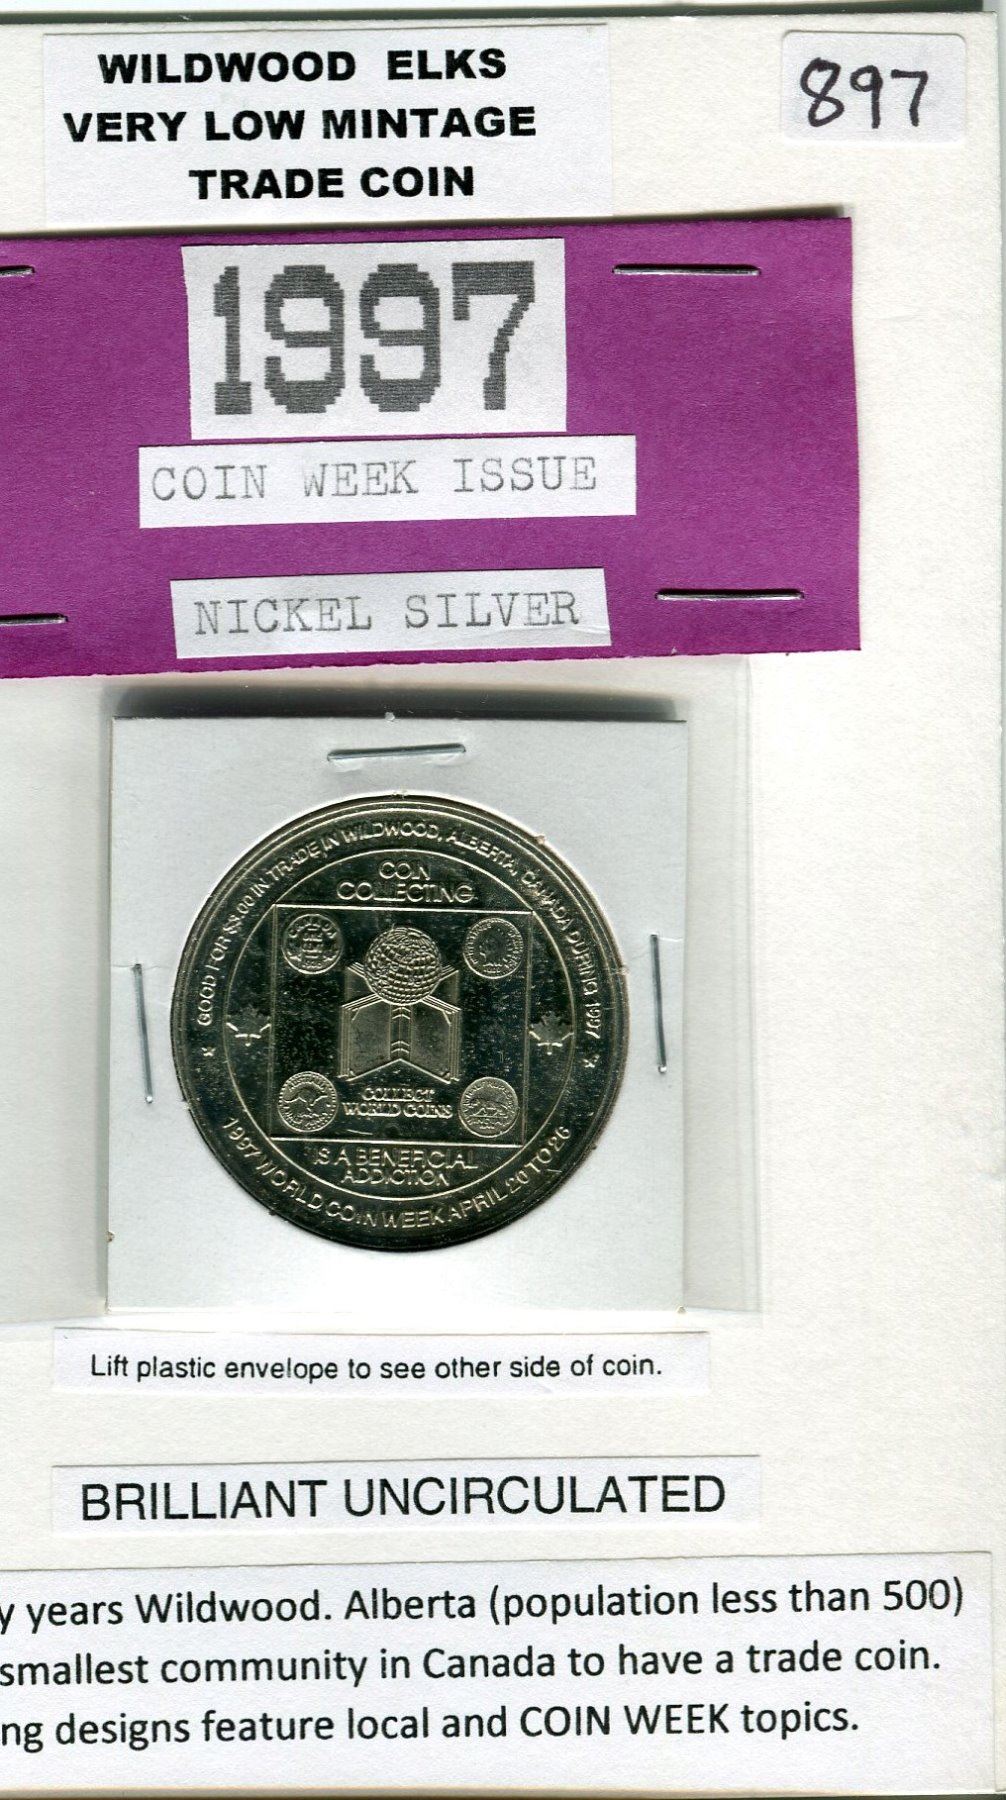 WILDWOOD ELKS
VERY LOW MINTAGE
TRADE COIN
897
1997
COIN WEEK ISSUE
NICKEL SILVER
GOOD FOR $3.00 IN TRADE IN WILDWOOD, ALBERTA, CANADA DURING 1997
COIN
COLLECTING
CANADA
COLLECT
WORLD COINS
IS A BENEFICIAL
ADDICTION
1997 WORLD COIN WEEK APRIL 20 TO 26
Lift plastic envelope to see other side of coin.
BRILLIANT UNCIRCULATED
y years Wildwood. Alberta (population less than 500)
smallest community in Canada to have a trade coin.
ng designs feature local and COIN WEEK topics.